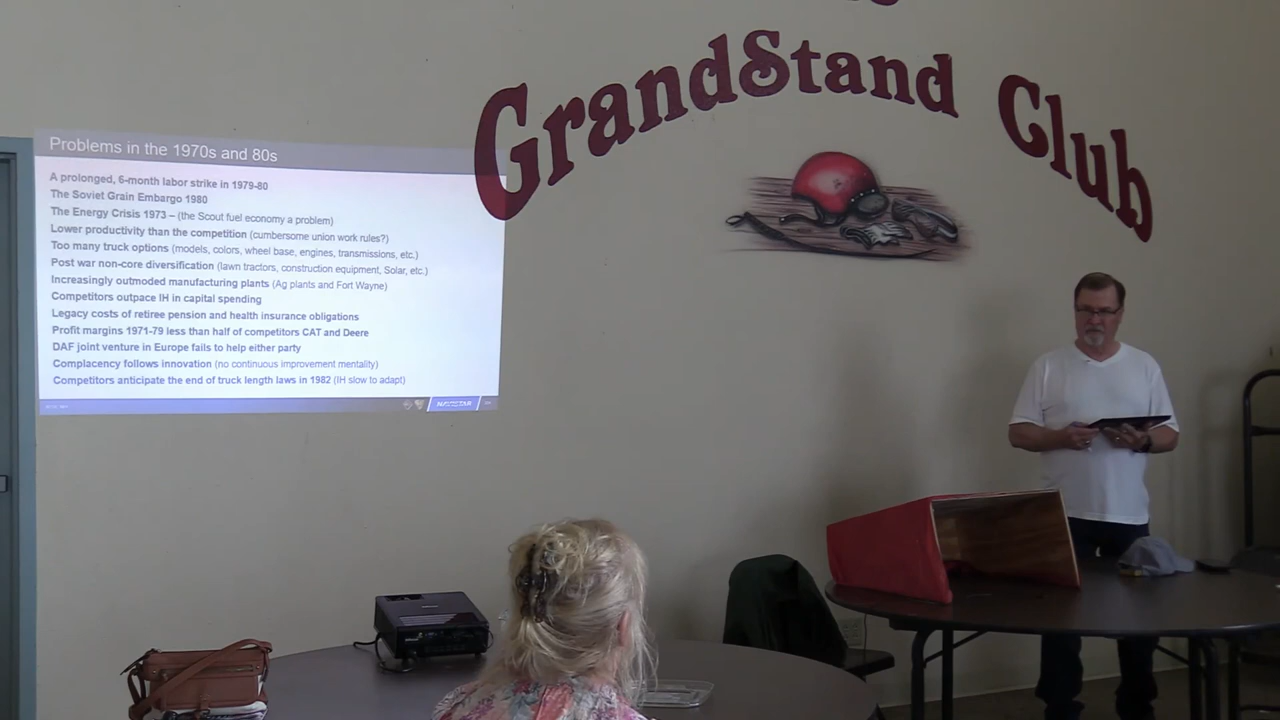 GrandStand Club
Problems in the 1970s and 80s
A prolonged, 6-month labor strike in 1979-80
The Soviet Grain Embargo 1980
The Energy Crisis 1973 – (the Scout fuel economy a problem)
Lower productivity than the competition (cumbersome union work rules?)
Too many truck options (models, colors, wheel base, engines, transmissions, etc.)
Post war non-core diversification (lawn tractors, construction equipment, Solar, etc.)
Increasingly outmoded manufacturing plants (Ag plants and Fort Wayne)
Competitors outpace IH in capital spending
Legacy costs of retiree pension and health insurance obligations
Profit margins 1971-79 less than half of competitors CAT and Deere
DAF joint venture in Europe fails to help either party
Complacency follows innovation (no continuous improvement mentality)
Competitors anticipate the end of truck length laws in 1982 (IH slow to adapt)
NAVISTAR